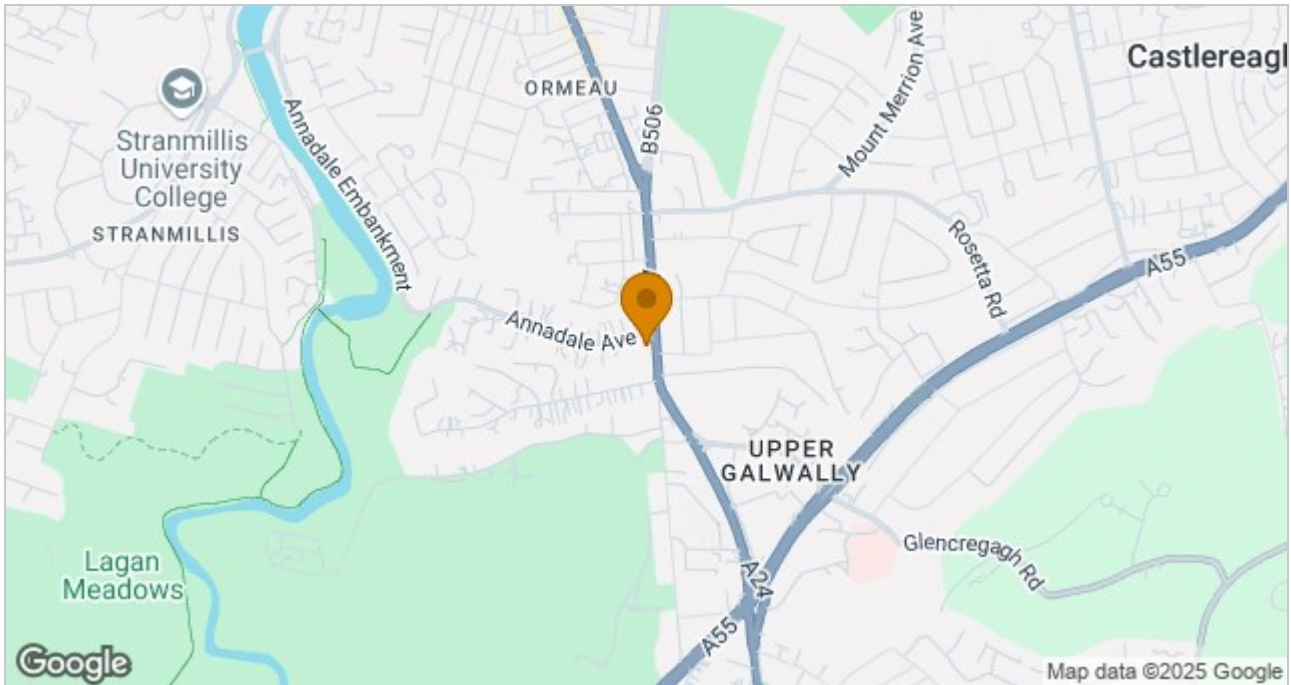 Castlereagl
ORMEAU
B506
Mount Merrion Ave
Annadale Embankment
Stranmillis
University
College
STRANMILLIS
Rosetta Rd
A55
Annadale Ave
UPPER
GALWALLY
Glencregagh Rd
Lagan
Meadows
A24
A55
Google
Map data ©2025 Google